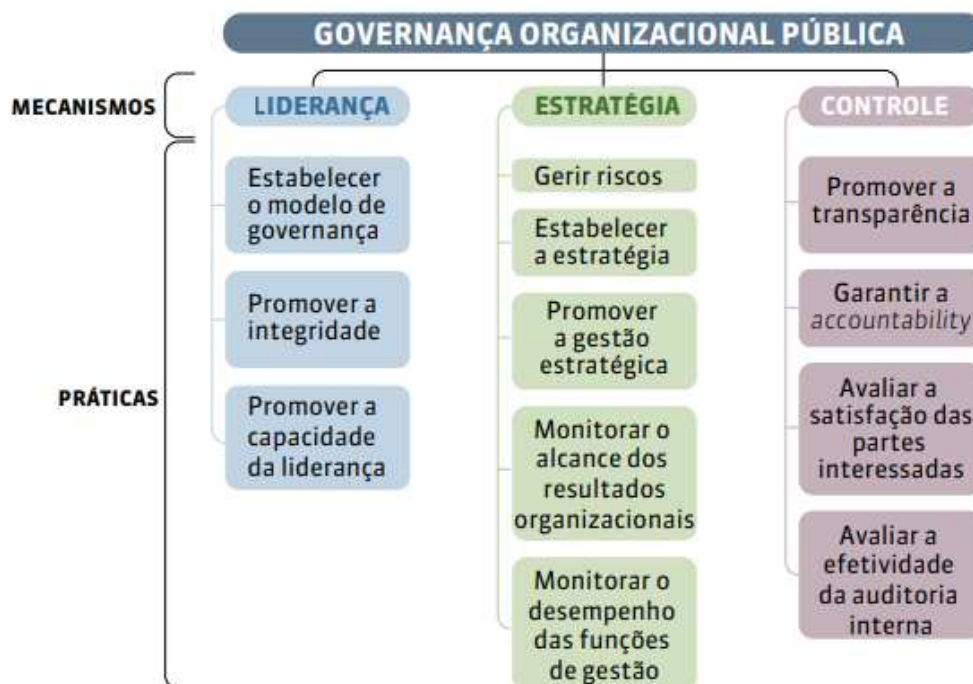 GOVERNANÇA ORGANIZACIONAL PÚBLICA
MECANISMOS
LIDERANÇA
ESTRATÉGIA
CONTROLE
PRÁTICAS
Estabelecer
o modelo de
governança
Promover a
integridade
Promover a
capacidade
da liderança
Gerir riscos
Estabelecer
a estratégia
Promover
a gestão
estratégica
Monitorar o
alcance dos
resultados
organizacionais
Monitorar o
desempenho
das funções
de gestão
Promover a
transparência
Garantir a
accountability
Avaliar a
satisfação das
partes
interessadas
Avaliar a
efetividade
da auditoria
interna